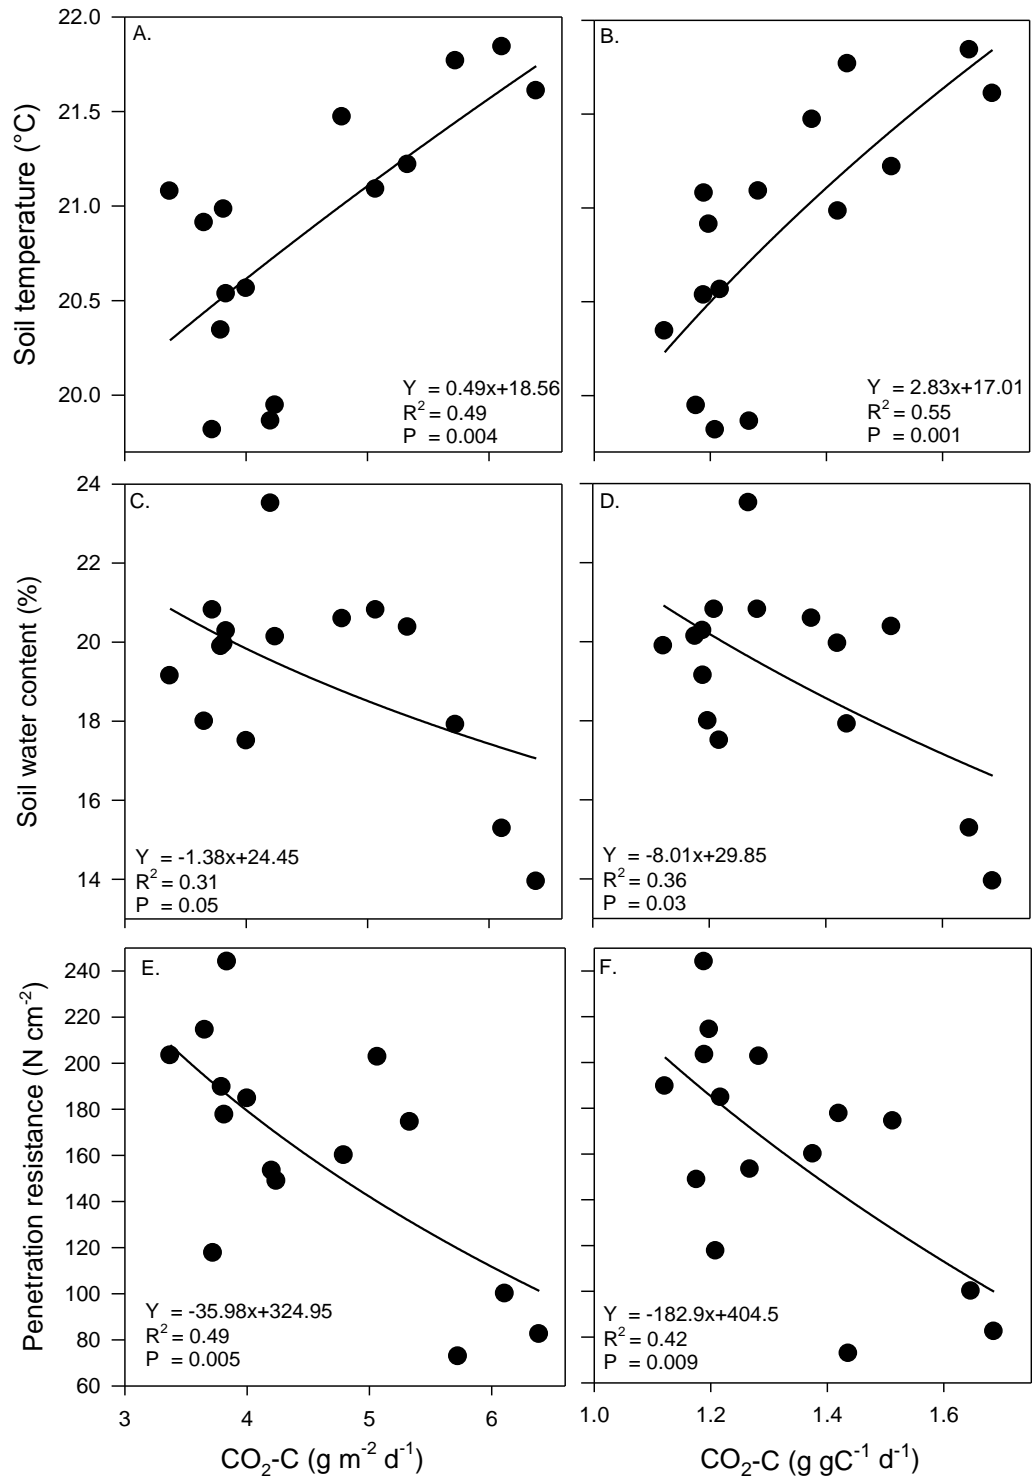 A.
B.
22.0
21.5
21.0
20.5
20.0
Soil temperature (°C)
Y = 0.49x+18.56
R² = 0.49
P = 0.004
Y = 2.83x+17.01
R² = 0.55
P = 0.001
C.
D.
24
22
20
18
16
14
Soil water content (%)
Y = -1.38x+24.45
R² = 0.31
P = 0.05
Y = -8.01x+29.85
R² = 0.36
P = 0.03
E.
F.
240
220
200
180
160
140
120
100
80
60
Penetration resistance (N cm⁻²)
Y = -35.98x+324.95
R² = 0.49
P = 0.005
Y = -182.9x+404.5
R² = 0.42
P = 0.009
3 4 5 6
1.0 1.2 1.4 1.6
CO₂-C (g m⁻² d⁻¹)
CO₂-C (g gC⁻¹ d⁻¹)